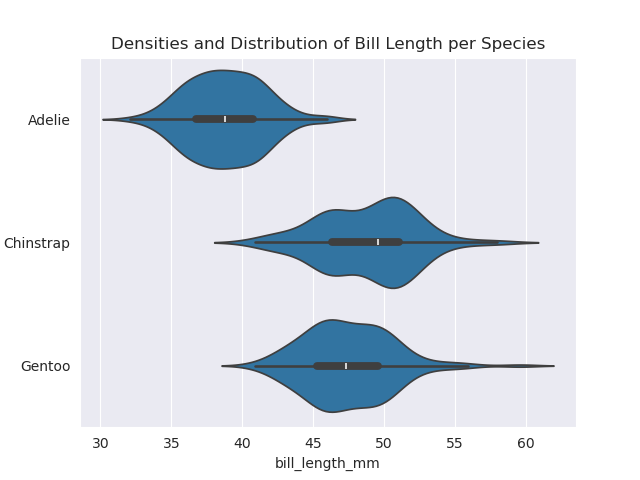 Densities and Distribution of Bill Length per Species
Adelie
Chinstrap
Gentoo
30 35 40 45 50 55 60
bill_length_mm